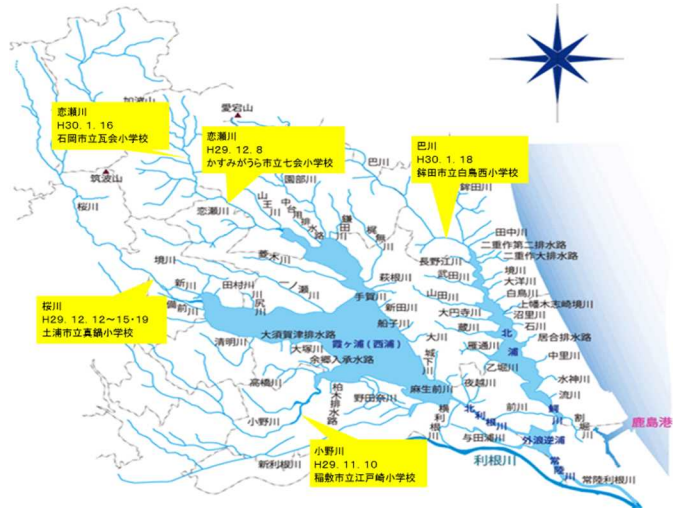 恋瀬川
H30. 1. 16
石岡市立瓦会小学校
恋瀬川
H29. 12. 8
かすみがうら市立七会小学校
巴川
H30. 1. 18
鉾田市立白鳥西小学校
桜川
H29. 12. 12～15・19
土浦市立真鍋小学校
小野川
H29. 11. 10
稲敷市立江戸崎小学校
愛宕山
筑波山
桜川
恋瀬川
山王川
園部川
鎌田川
梶無川
巴川
鉾田川
田中川
二重作第二排水路
二重作大排水路
境川
大洋川
白鳥川
上幡木志崎境川
沼里川
石川
居合排水路
中里川
水神川
流川
割堀川
鹿島港
長野江川
武田川
山田川
大円寺川
蔵川
雁通川
乙堀川
北浦
菱木川
一ノ瀬川
田村川
境川
新川
備前川
尻川
手賀川
萩根川
新田川
船子川
大川
城下川
麻生前川
夜越川
前川
鰐川
大須賀津排水路
霞ヶ浦（西浦）
清明川
大塚川
余郷入承水路
高橋川
柏木排水路
野田奈川
小野川
新利根川
横利根川
北利根川
与田浦川
外浪逆浦
利根川
常陸川
常陸利根川